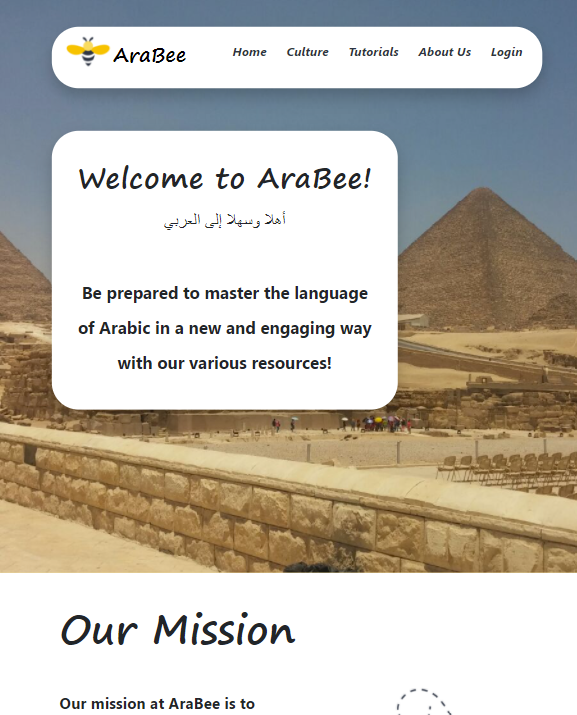 AraBee
Home Culture Tutorials About Us Login
Welcome to AraBee!
أهلا وسهلا إلى العربي
Be prepared to master the language
of Arabic in a new and engaging way
with our various resources!
Our Mission
Our mission at AraBee is to